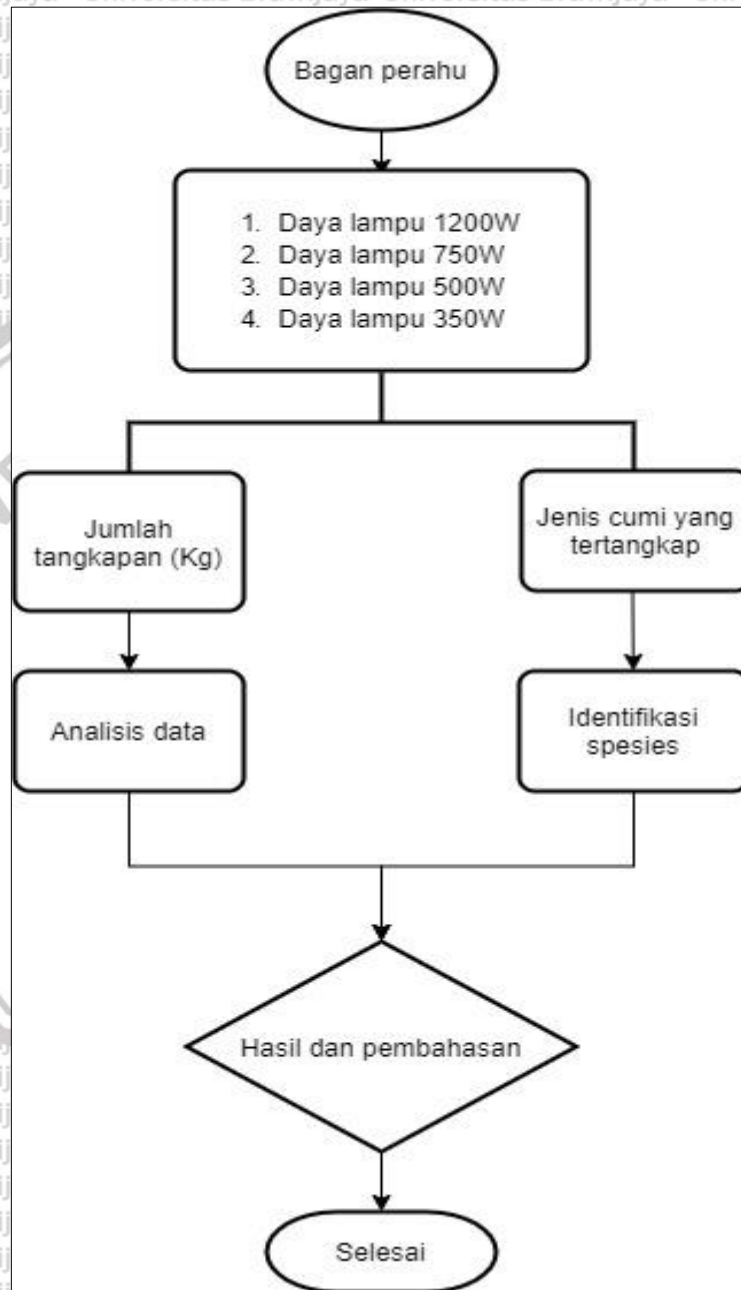 Bagan perahu
1. Daya lampu 1200W
2. Daya lampu 750W
3. Daya lampu 500W
4. Daya lampu 350W
Jumlah
tangkapan (Kg)
Jenis cumi yang
tertangkap
Analisis data
Identifikasi
spesies
Hasil dan pembahasan
Selesai